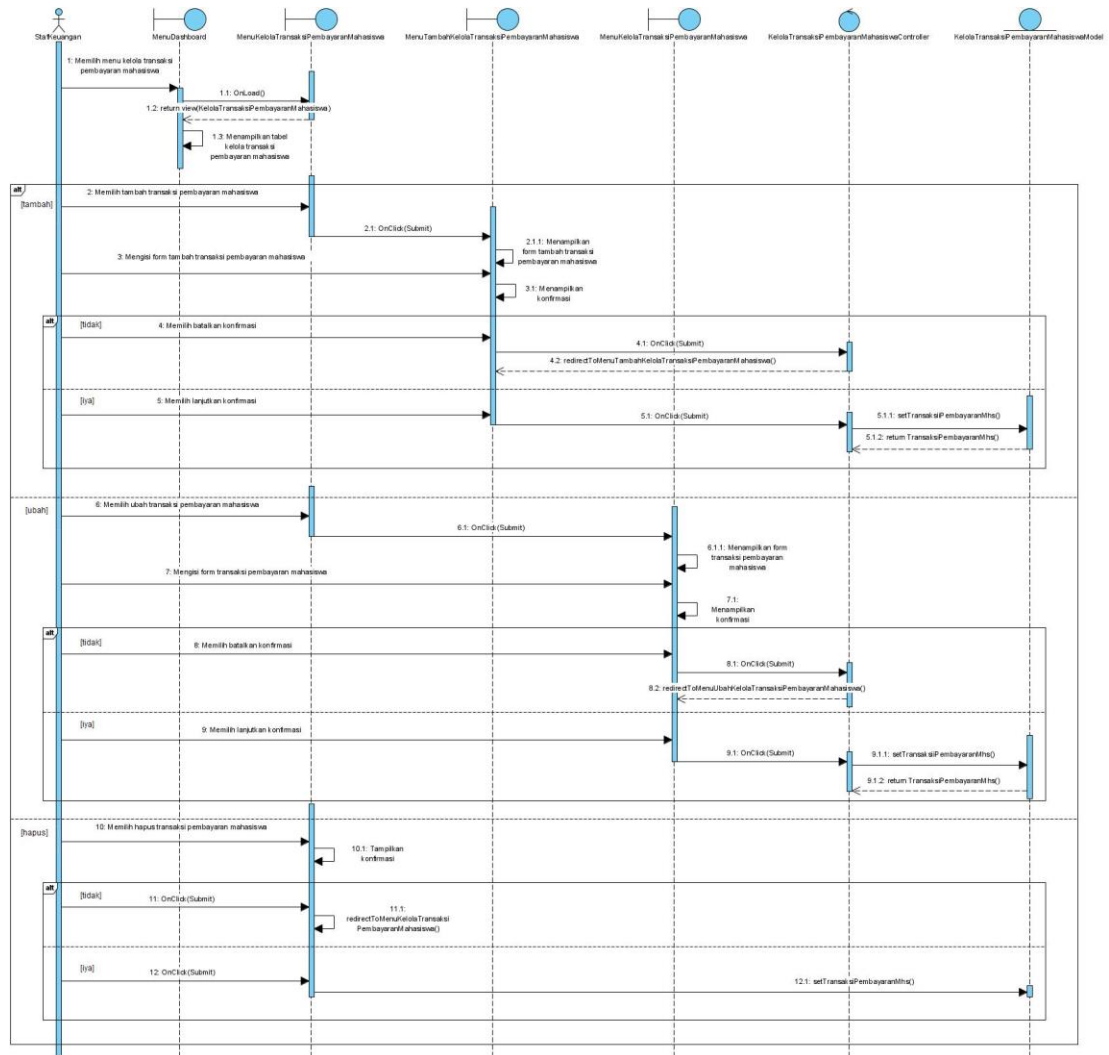 StafKeuangan
MenuDashboard
MenuKelolaTransaksiPembayaranMahasiswa
MenuTambahKelolaTransaksiPembayaranMahasiswa
MenuKelolaTransaksiPembayaranMahasiswa
KelolaTransaksiPembayaranMahasiswaController
KelolaTransaksiPembayaranMahasiswaModel
1: Memilih menu kelola transaksi
pembayaran mahasiswa
1.1: OnLoad()
1.2: return view(KelolaTransaksiPembayaranMahasiswa)
1.3: Menampilkan tabel
kelola transaksi
pembayaran mahasiswa
alt
[tambah]
2: Memilih tambah transaksi pembayaran mahasiswa
2.1: OnClick(Submit)
2.1.1: Menampilkan
form tambah transaksi
pembayaran mahasiswa
3: Mengisi form tambah transaksi pembayaran mahasiswa
3.1: Menampilkan
konfirmasi
alt
[tidak]
4: Memilih batalkan konfirmasi
4.1: OnClick(Submit)
4.2: redirectToMenuTambahKelolaTransaksiPembayaranMahasiswa()
[iya]
5: Memilih lanjutkan konfirmasi
5.1: OnClick(Submit)
5.1.1: setTransaksiPembayaranMhs()
5.1.2: return TransaksiPembayaranMhs()
[ubah]
6: Memilih ubah transaksi pembayaran mahasiswa
6.1: OnClick(Submit)
6.1.1: Menampilkan form
transaksi pembayaran
mahasiswa
7: Mengisi form transaksi pembayaran mahasiswa
7.1:
Menampilkan
konfirmasi
alt
[tidak]
8: Memilih batalkan konfirmasi
8.1: OnClick(Submit)
8.2: redirectToMenuUbahKelolaTransaksiPembayaranMahasiswa()
[iya]
9: Memilih lanjutkan konfirmasi
9.1: OnClick(Submit)
9.1.1: setTransaksiPembayaranMhs()
9.1.2: return TransaksiPembayaranMhs()
[hapus]
10: Memilih hapus transaksi pembayaran mahasiswa
10.1: Tampilkan
konfirmasi
alt
[tidak]
11: OnClick(Submit)
11.1:
redirectToMenuKelolaTransaksi
PembayaranMahasiswa()
[iya]
12: OnClick(Submit)
12.1: setTransaksiPembayaranMhs()